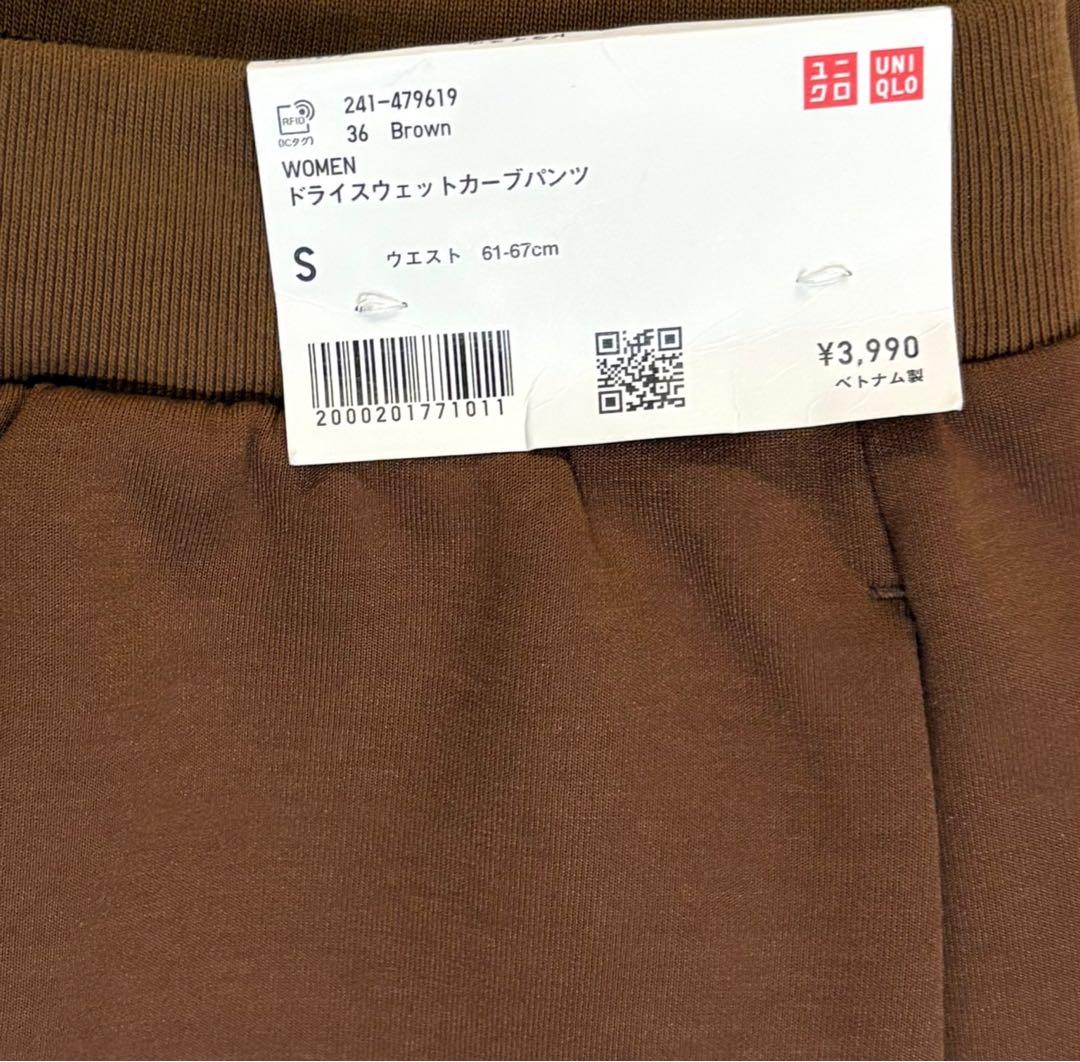 RFID
(ICタグ)
241-479619
36 Brown
ユニクロ
UNIQLO
WOMEN
ドライスウェットカーブパンツ
S ウエスト 61-67cm
2000201771011
¥3,990
ベトナム製